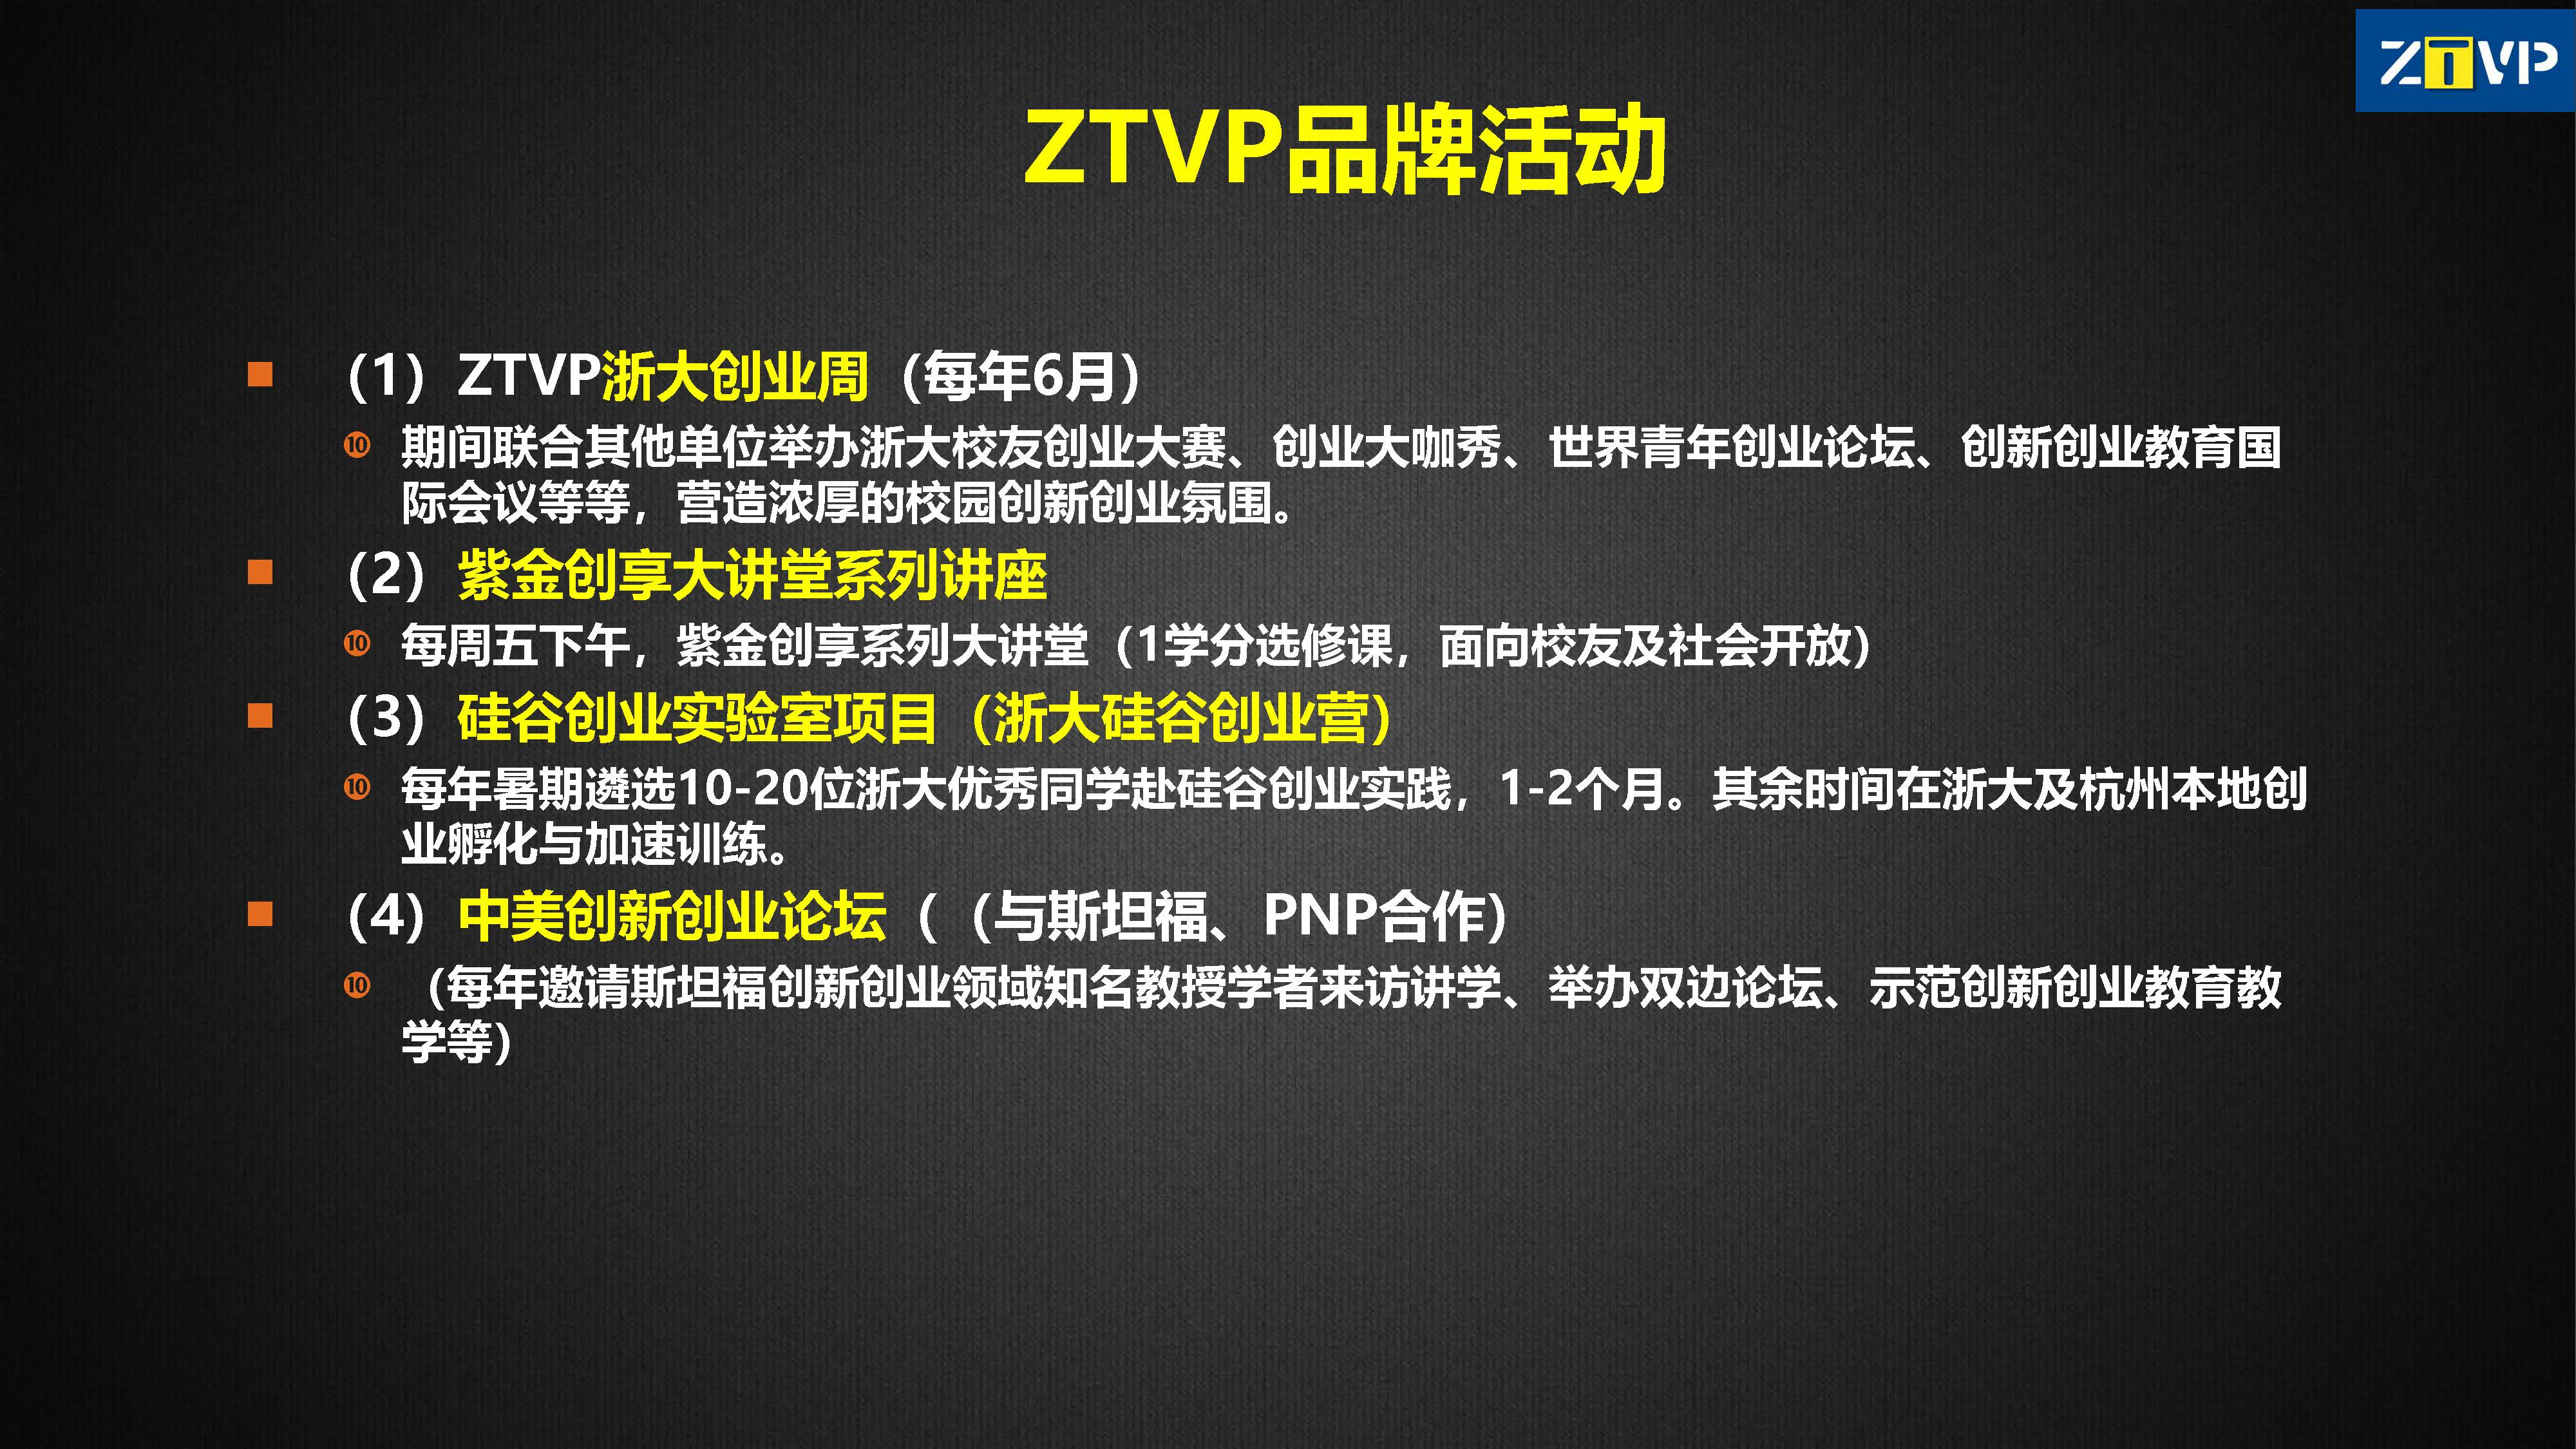 ZTVP
ZTVP品牌活动
（1）ZTVP浙大创业周（每年6月）
❿ 期间联合其他单位举办浙大校友创业大赛、创业大咖秀、世界青年创业论坛、创新创业教育国
际会议等等，营造浓厚的校园创新创业氛围。
（2）紫金创享大讲堂系列讲座
❿ 每周五下午，紫金创享系列大讲堂（1学分选修课，面向校友及社会开放）
（3）硅谷创业实验室项目（浙大硅谷创业营）
❿ 每年暑期遴选10-20位浙大优秀同学赴硅谷创业实践，1-2个月。其余时间在浙大及杭州本地创
业孵化与加速训练。
（4）中美创新创业论坛（（与斯坦福、PNP合作）
❿ （每年邀请斯坦福创新创业领域知名教授学者来访讲学、举办双边论坛、示范创新创业教育教
学等）